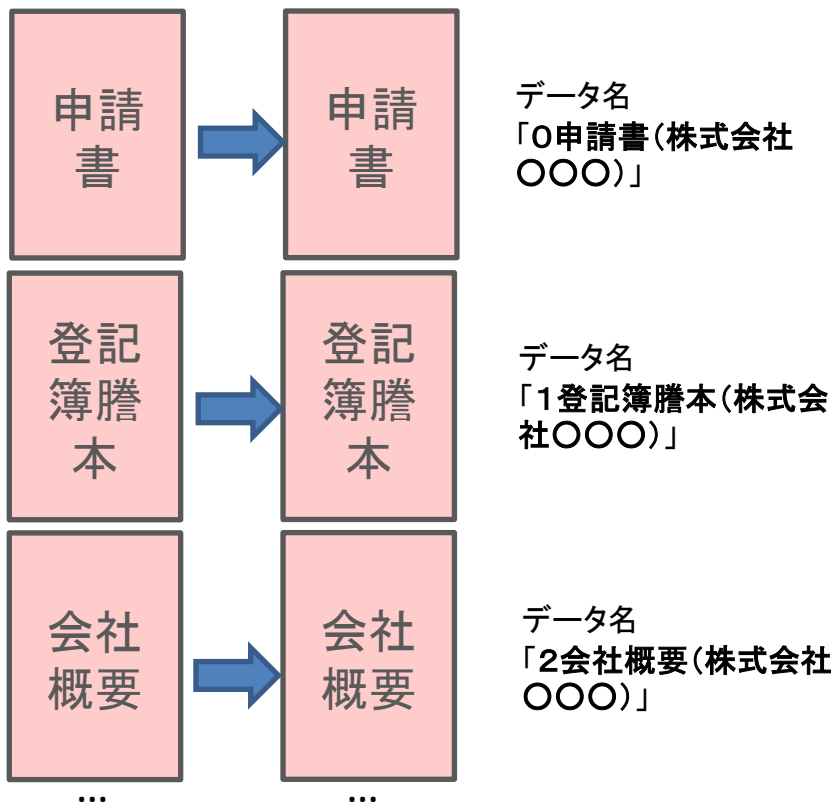 申請
書
申請
書
データ名
「０申請書（株式会社
〇〇〇）」
登記
簿謄
本
登記
簿謄
本
データ名
「１登記簿謄本（株式会
社〇〇〇）」
会社
概要
会社
概要
データ名
「２会社概要（株式会社
〇〇〇）」
…
…